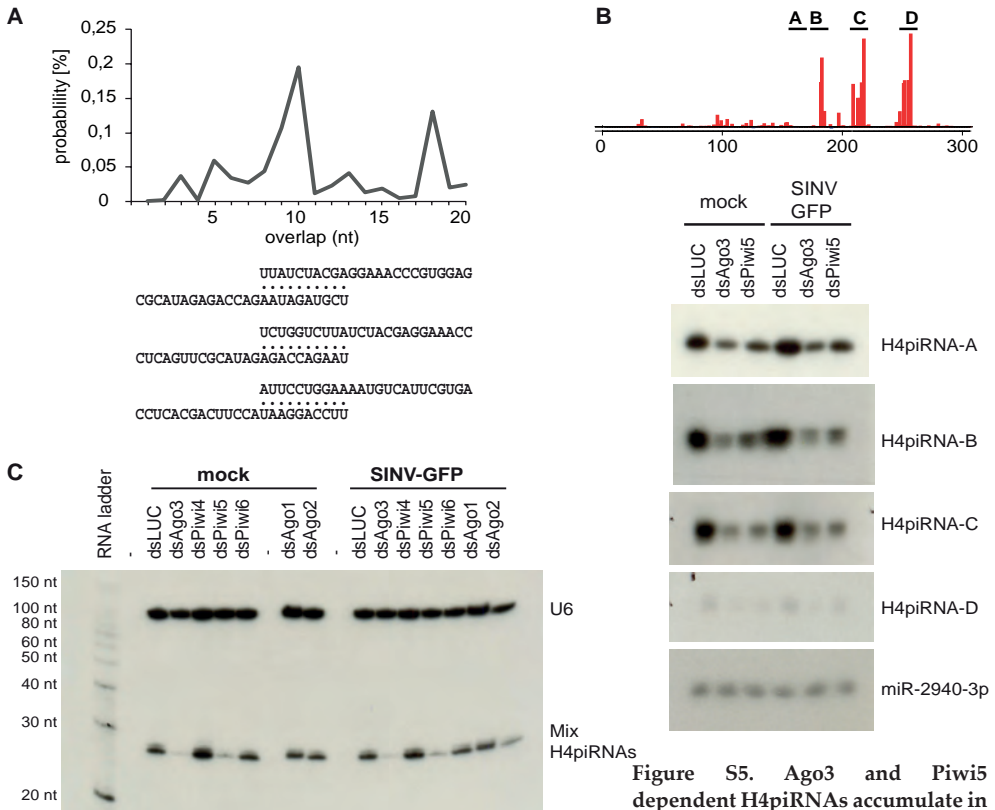 A
probability [%]
0,25
0,2
0,15
0,1
0,05
0
5
10
15
20
overlap (nt)
UUAUCUACGAGGAAACCCGUGGAG
CGCAUAGAGACCAGAAUAGAUGCU
UCUGGUCUUAUCUACGAGGAAACC
CUCAGUUCGCAUAGAGACCAGAAU
AUUCCUGGAAAAUGUCAUUCGUGA
CCUCACGACUUCCAUAAGGACCUU
B
A B C D
0 100 200 300
mock
SINV
GFP
dsLUC
dsAgo3
dsPiwi5
dsLUC
dsAgo3
dsPiwi5
H4piRNA-A
H4piRNA-B
H4piRNA-C
H4piRNA-D
miR-2940-3p
C
mock
SINV-GFP
RNA ladder
-
dsLUC
dsAgo3
dsPiwi4
dsPiwi5
dsPiwi6
-
dsAgo1
dsAgo2
-
dsLUC
dsAgo3
dsPiwi4
dsPiwi5
dsPiwi6
dsAgo1
dsAgo2
150 nt
100 nt
80 nt
60 nt
50 nt
40 nt
30 nt
20 nt
U6
Mix
H4piRNAs
Figure S5. Ago3 and Piwi5
dependent H4piRNAs accumulate in